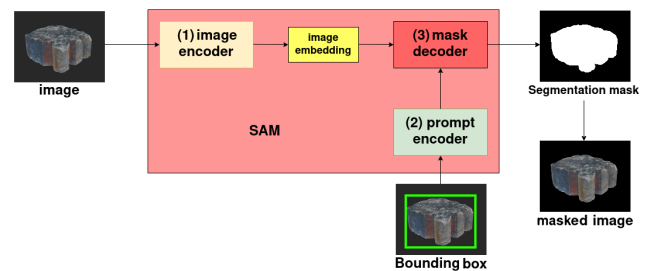 (1) image
encoder
image
embedding
(3) mask
decoder
image
Segmentation mask
(2) prompt
encoder
SAM
masked image
Bounding box